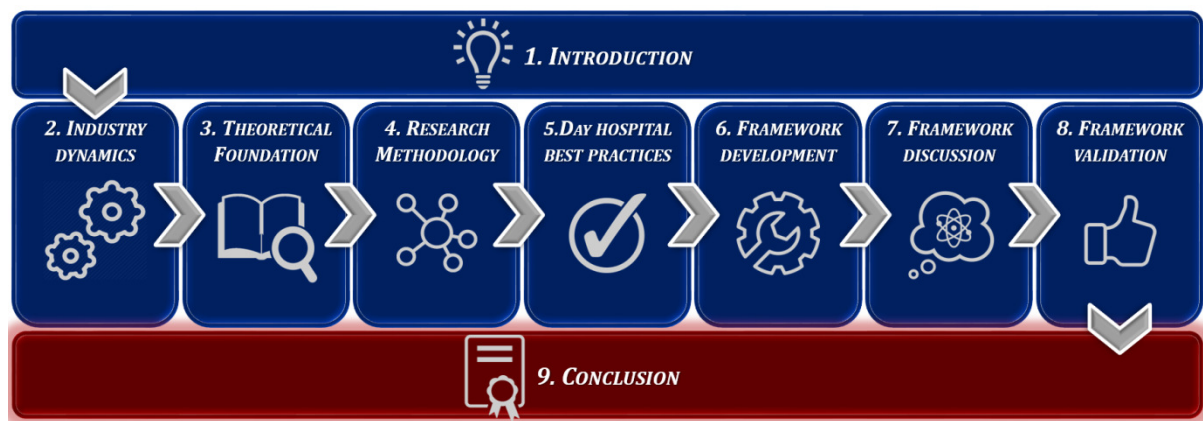 1. INTRODUCTION
2. INDUSTRY
DYNAMICS
3. THEORETICAL
FOUNDATION
4. RESEARCH
METHODOLOGY
5.DAY HOSPITAL
BEST PRACTICES
6. FRAMEWORK
DEVELOPMENT
7. FRAMEWORK
DISCUSSION
8. FRAMEWORK
VALIDATION
9. CONCLUSION